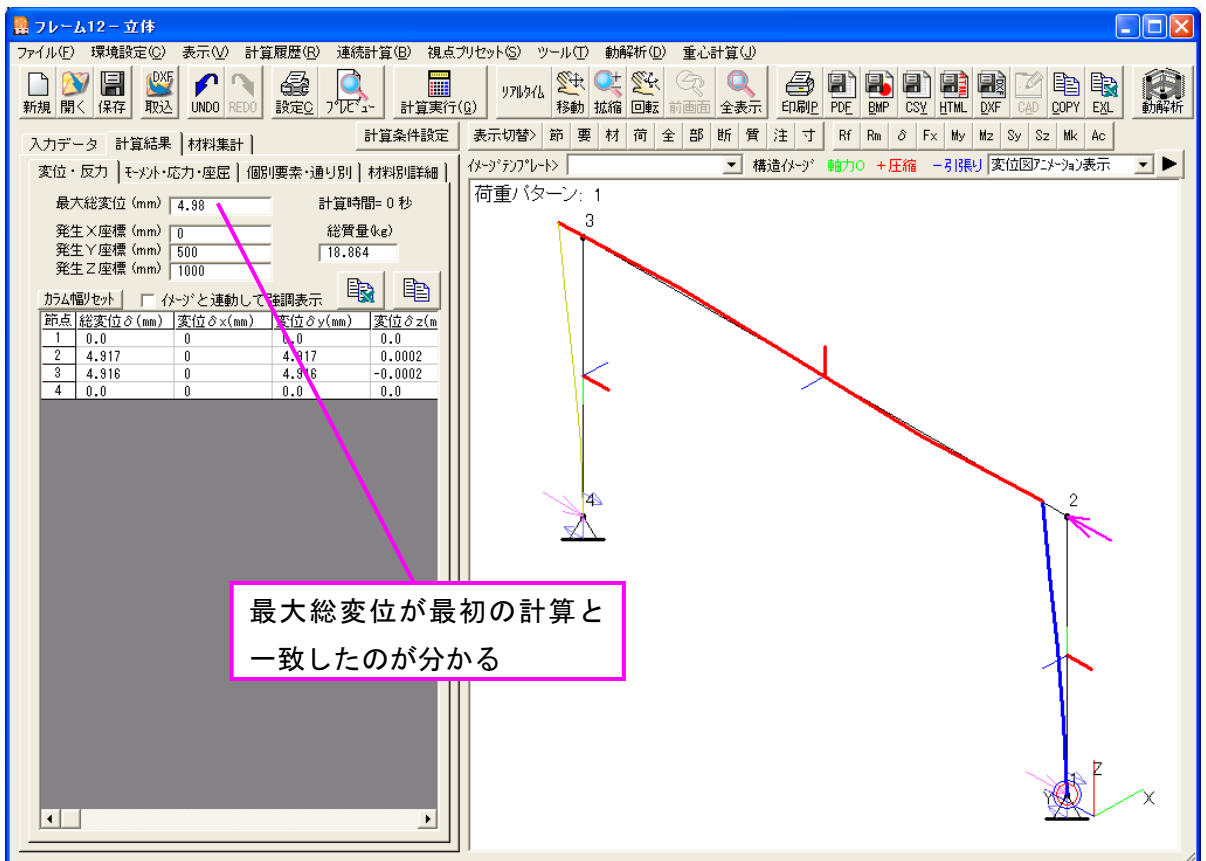 フレーム12－立体
ファイル(F) 環境設定(C) 表示(V) 計算履歴(R) 連続計算(B) 視点プリセット(S) ツール(T) 動解析(D) 重心計算(J)
新規 開く 保存 取込 UNDO REDO 設定C プレビュー 計算実行(G) リアルタイム 移動 拡縮 回転 前画面 全表示 印刷P PDF BMP CSV HTML DXF CAD COPY EXL 動解析
DXF
入力データ 計算結果 材料集計 計算条件設定 表示切替> 節 要 材 荷 全 部 断 質 注 寸 Rf Rm δ Fx My Mz Sy Sz Mk Ac
変位・反力 モーメント・応力・座屈 個別要素・通り別 材料別詳細 イメージテンプレート> 構造イメージ 軸力0 +圧縮 -引張り 変位図アニメーション表示
荷重パターン: 1
最大総変位 (mm) 4.98 計算時間= 0 秒
発生X座標 (mm) 0 総質量(kg)
発生Y座標 (mm) 500 18.864
発生Z座標 (mm) 1000
カラム幅リセット イメージと連動して強調表示
節点 総変位δ(mm) 変位δx(mm) 変位δy(mm) 変位δz(m
1 0.0 0 0.0 0.0
2 4.917 0 4.917 0.0002
3 4.916 0 4.916 -0.0002
4 0.0 0 0.0 0.0
3
4
2
最大総変位が最初の計算と
一致したのが分かる
1
Z
Y
X